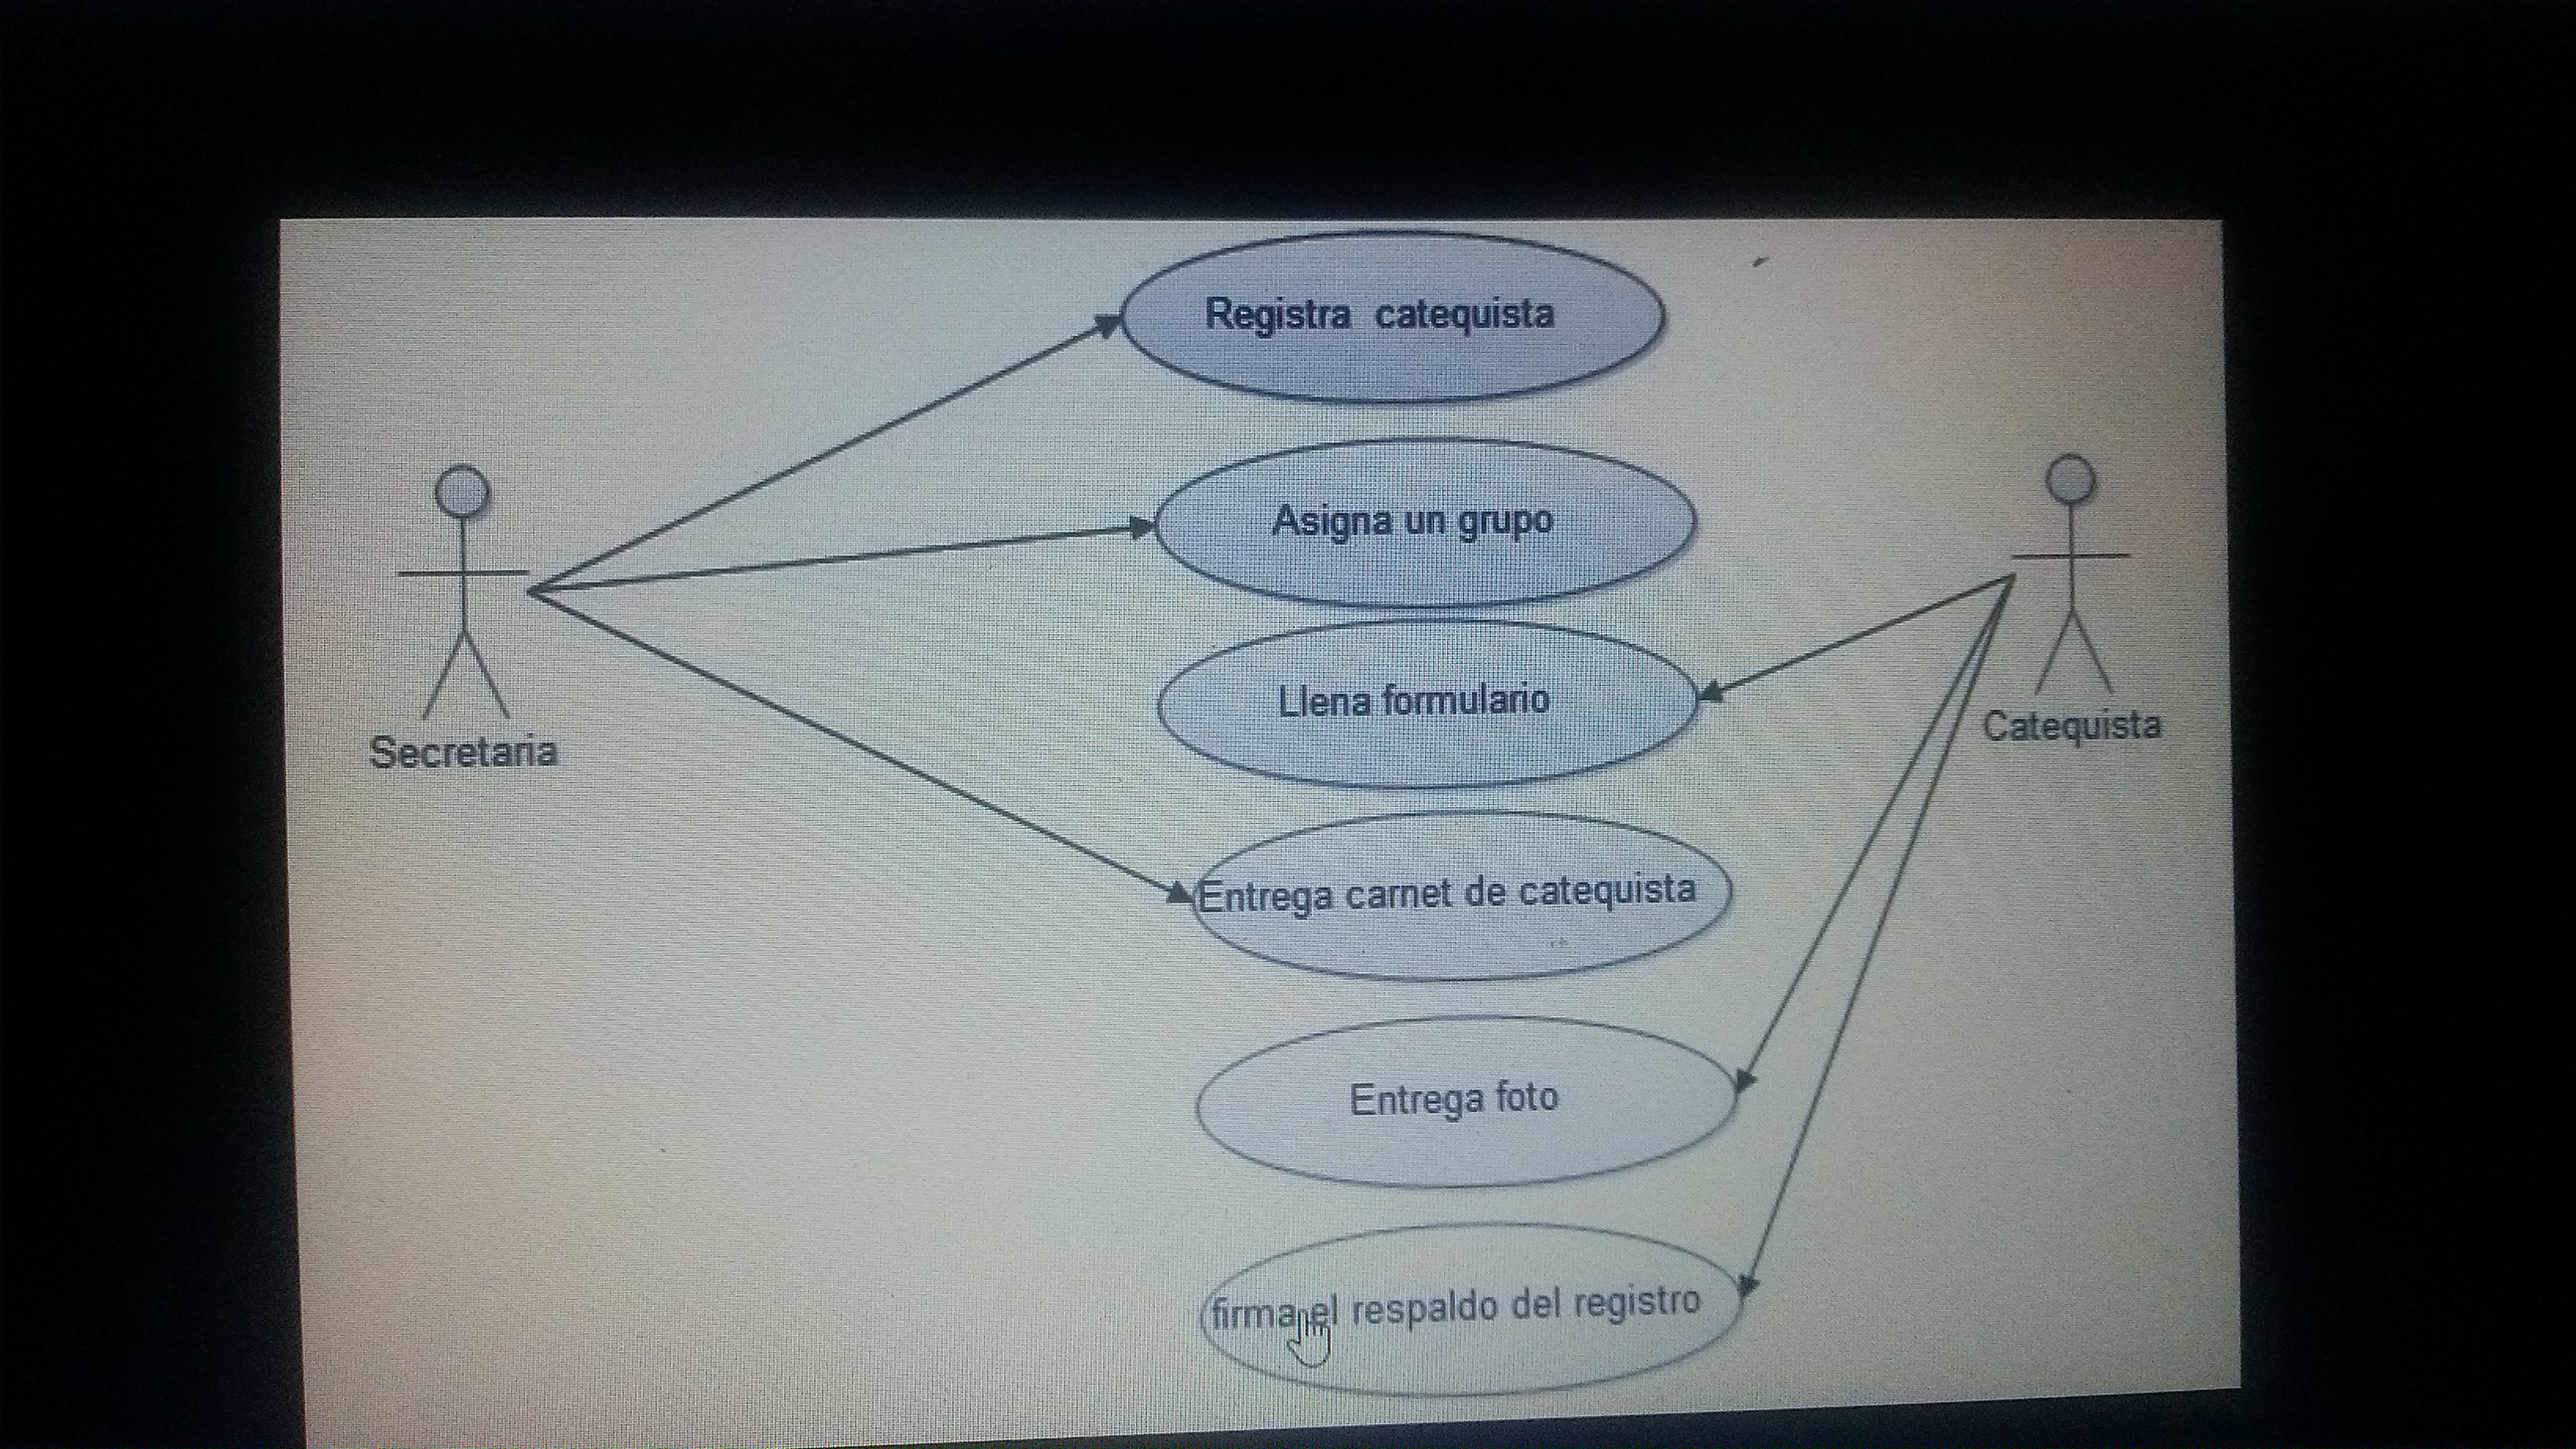 Registra catequista
Asigna un grupo
Llena formulario
Secretaria
Catequista
Entrega carnet de catequista
Entrega foto
firma el respaldo del registro